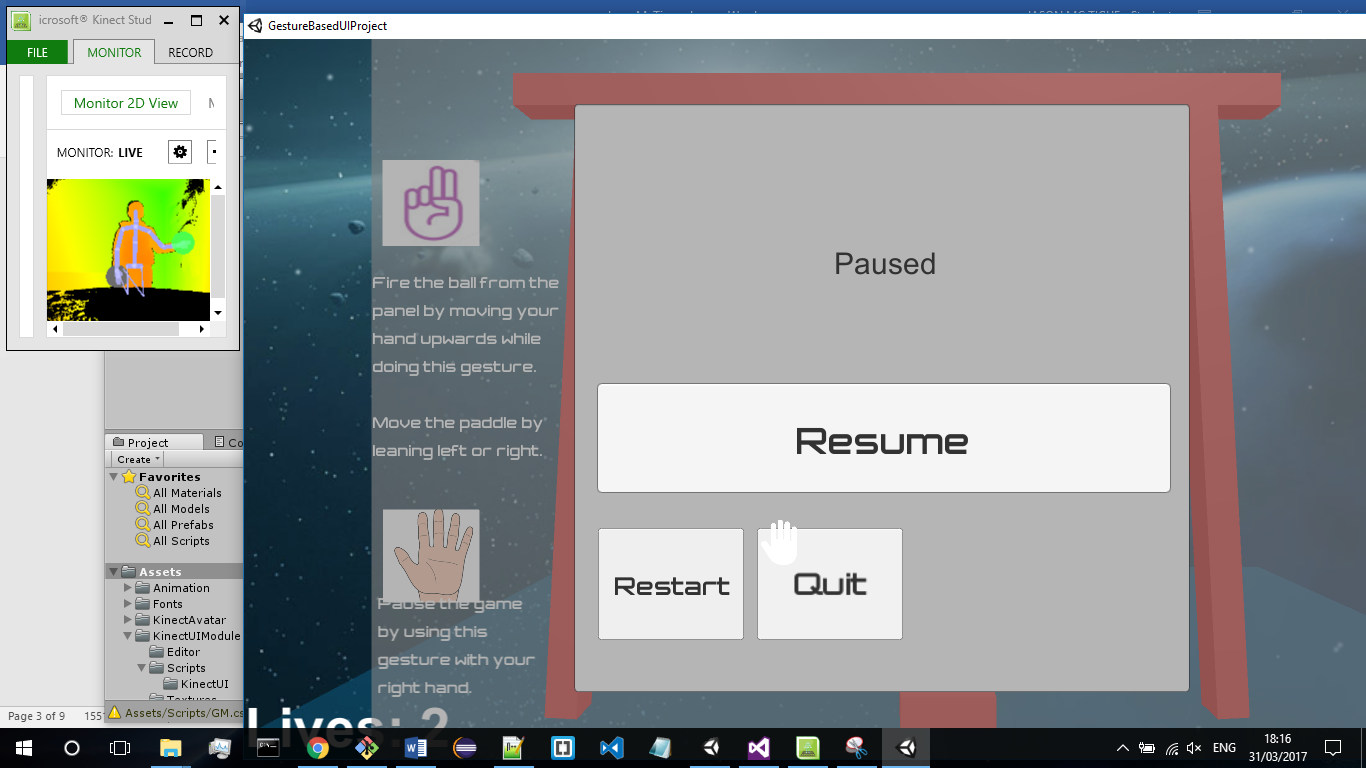 icrosoft® Kinect Stud
FILE
MONITOR
RECORD
Monitor 2D View
MONITOR: LIVE
GestureBasedUIProject
Fire the ball from the
panel by moving your
hand upwards while
doing this gesture.
Move the paddle by
leaning left or right.
Pause the game
by using this
gesture with your
right hand.
Lives: 2
Paused
Resume
Restart
Quit
Project
Co
Create
Favorites
All Materials
All Models
All Prefabs
All Scripts
Assets
Animation
Fonts
KinectAvatar
KinectUIModule
Editor
Scripts
KinectUI
Textures
Assets/Scripts/GM.cs
Page 3 of 9 155
ENG
18:16
31/03/2017